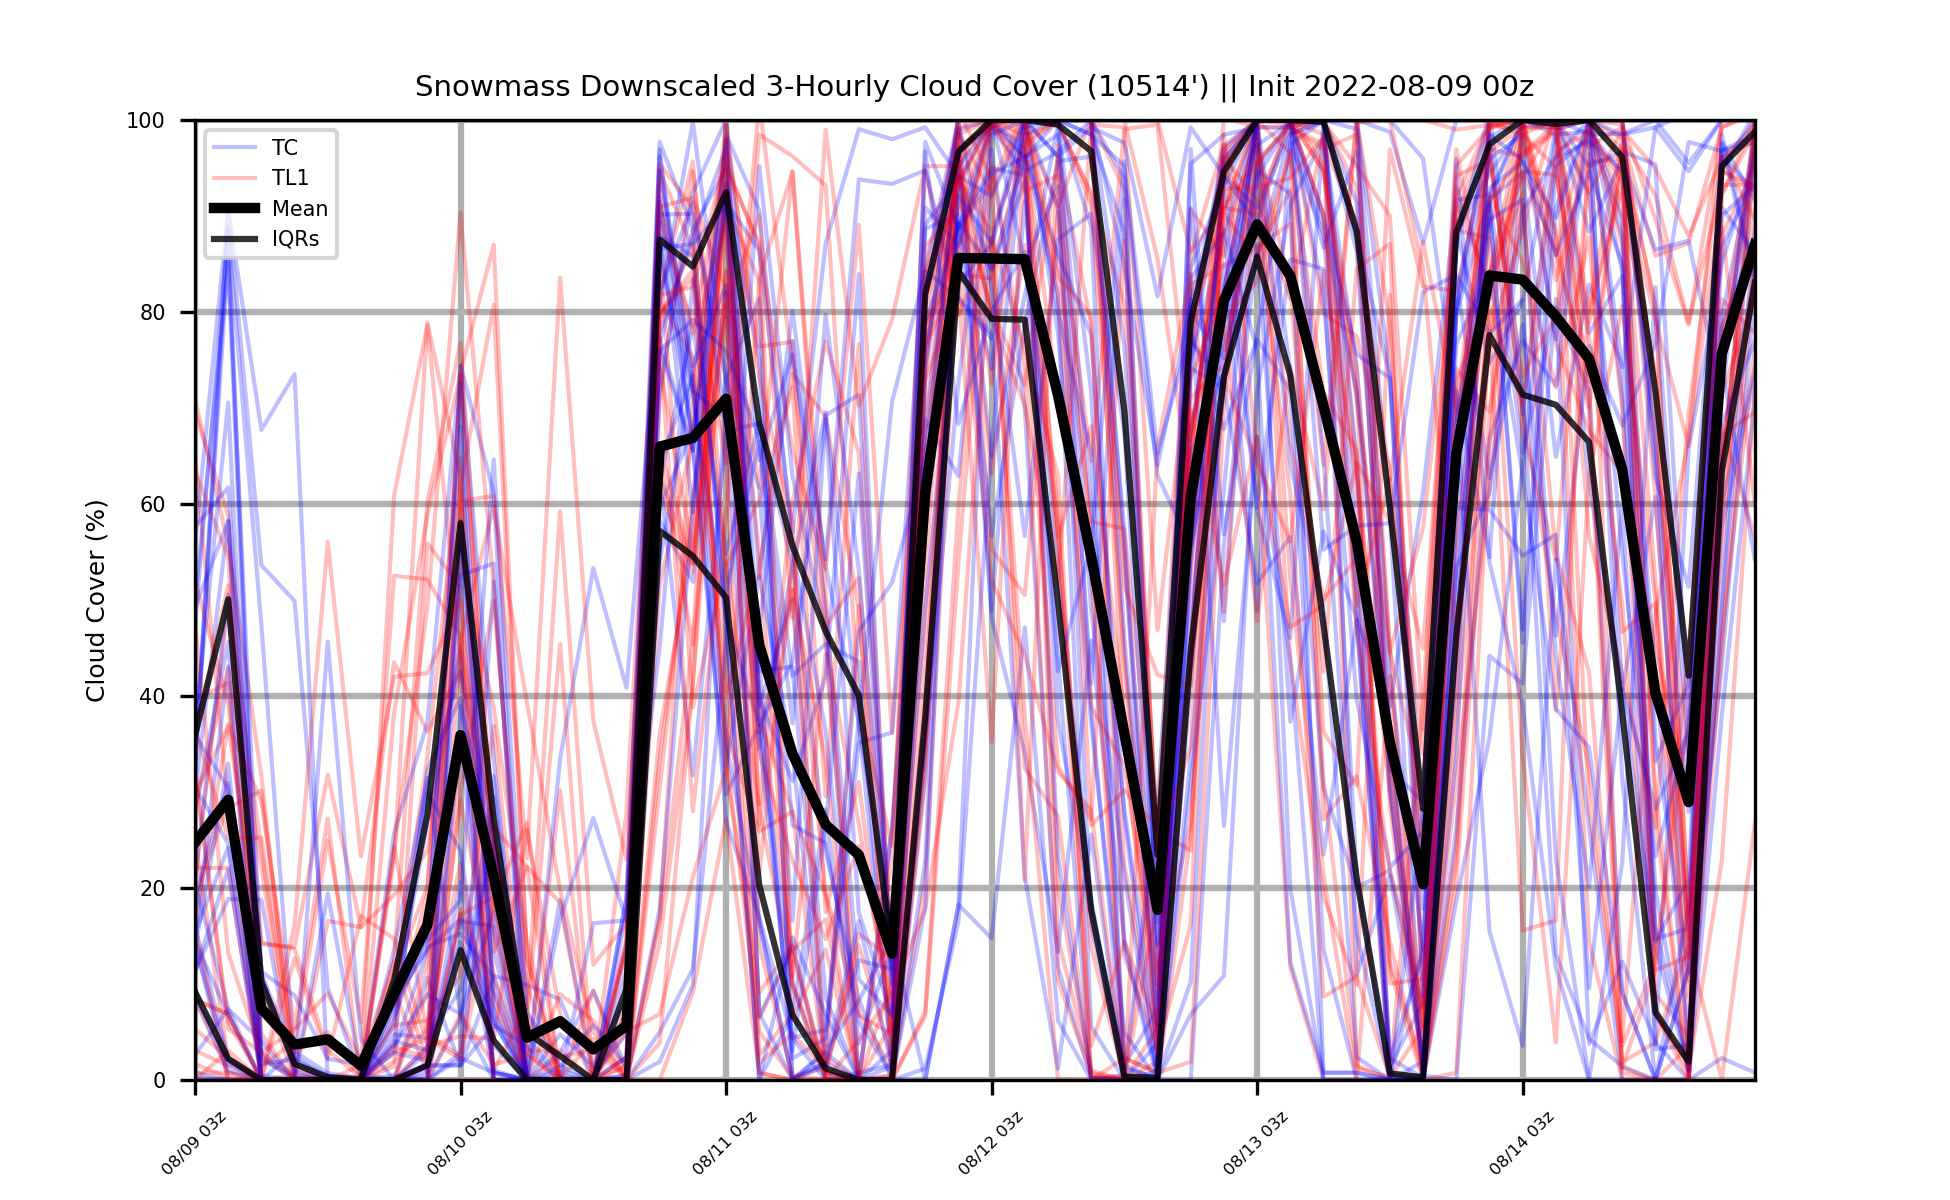 Snowmass Downscaled 3-Hourly Cloud Cover (10514') || Init 2022-08-09 00z
100
80
60
40
20
0
Cloud Cover (%)
TC
TL1
Mean
IQRs
08/09 03z
08/10 03z
08/11 03z
08/12 03z
08/13 03z
08/14 03z